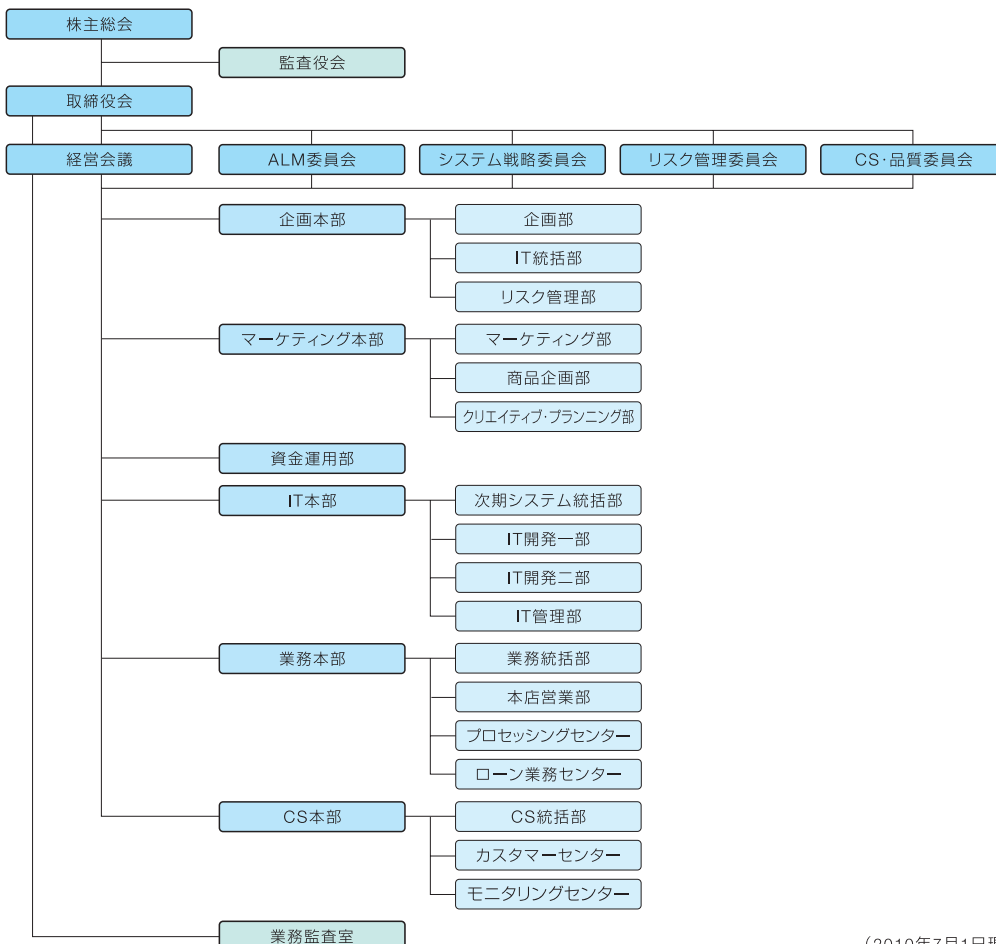 株主総会
監査役会
取締役会
経営会議
ALM委員会
システム戦略委員会
リスク管理委員会
CS・品質委員会
企画本部
企画部
IT統括部
リスク管理部
マーケティング本部
マーケティング部
商品企画部
クリエイティブ・プランニング部
資金運用部
IT本部
次期システム統括部
IT開発一部
IT開発二部
IT管理部
業務本部
業務統括部
本店営業部
プロセッシングセンター
ローン業務センター
CS本部
CS統括部
カスタマーセンター
モニタリングセンター
業務監査室
(2010年7月1日現